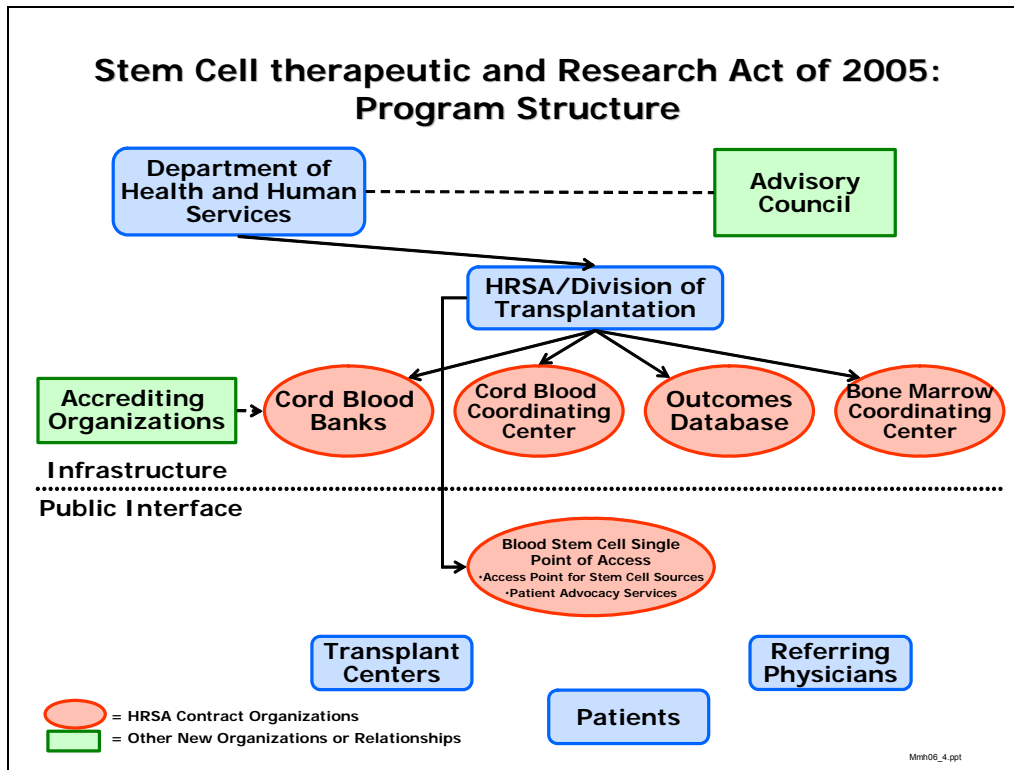 Stem Cell therapeutic and Research Act of 2005:
Program Structure
Department of
Health and Human
Services
Advisory
Council
HRSA/Division of
Transplantation
Accrediting
Organizations
Cord Blood
Banks
Cord Blood
Coordinating
Center
Outcomes
Database
Bone Marrow
Coordinating
Center
Infrastructure
Public Interface
Blood Stem Cell Single
Point of Access
•Access Point for Stem Cell Sources
•Patient Advocacy Services
Transplant
Centers
Referring
Physicians
Patients
= HRSA Contract Organizations
= Other New Organizations or Relationships
Mmh06_4.ppt